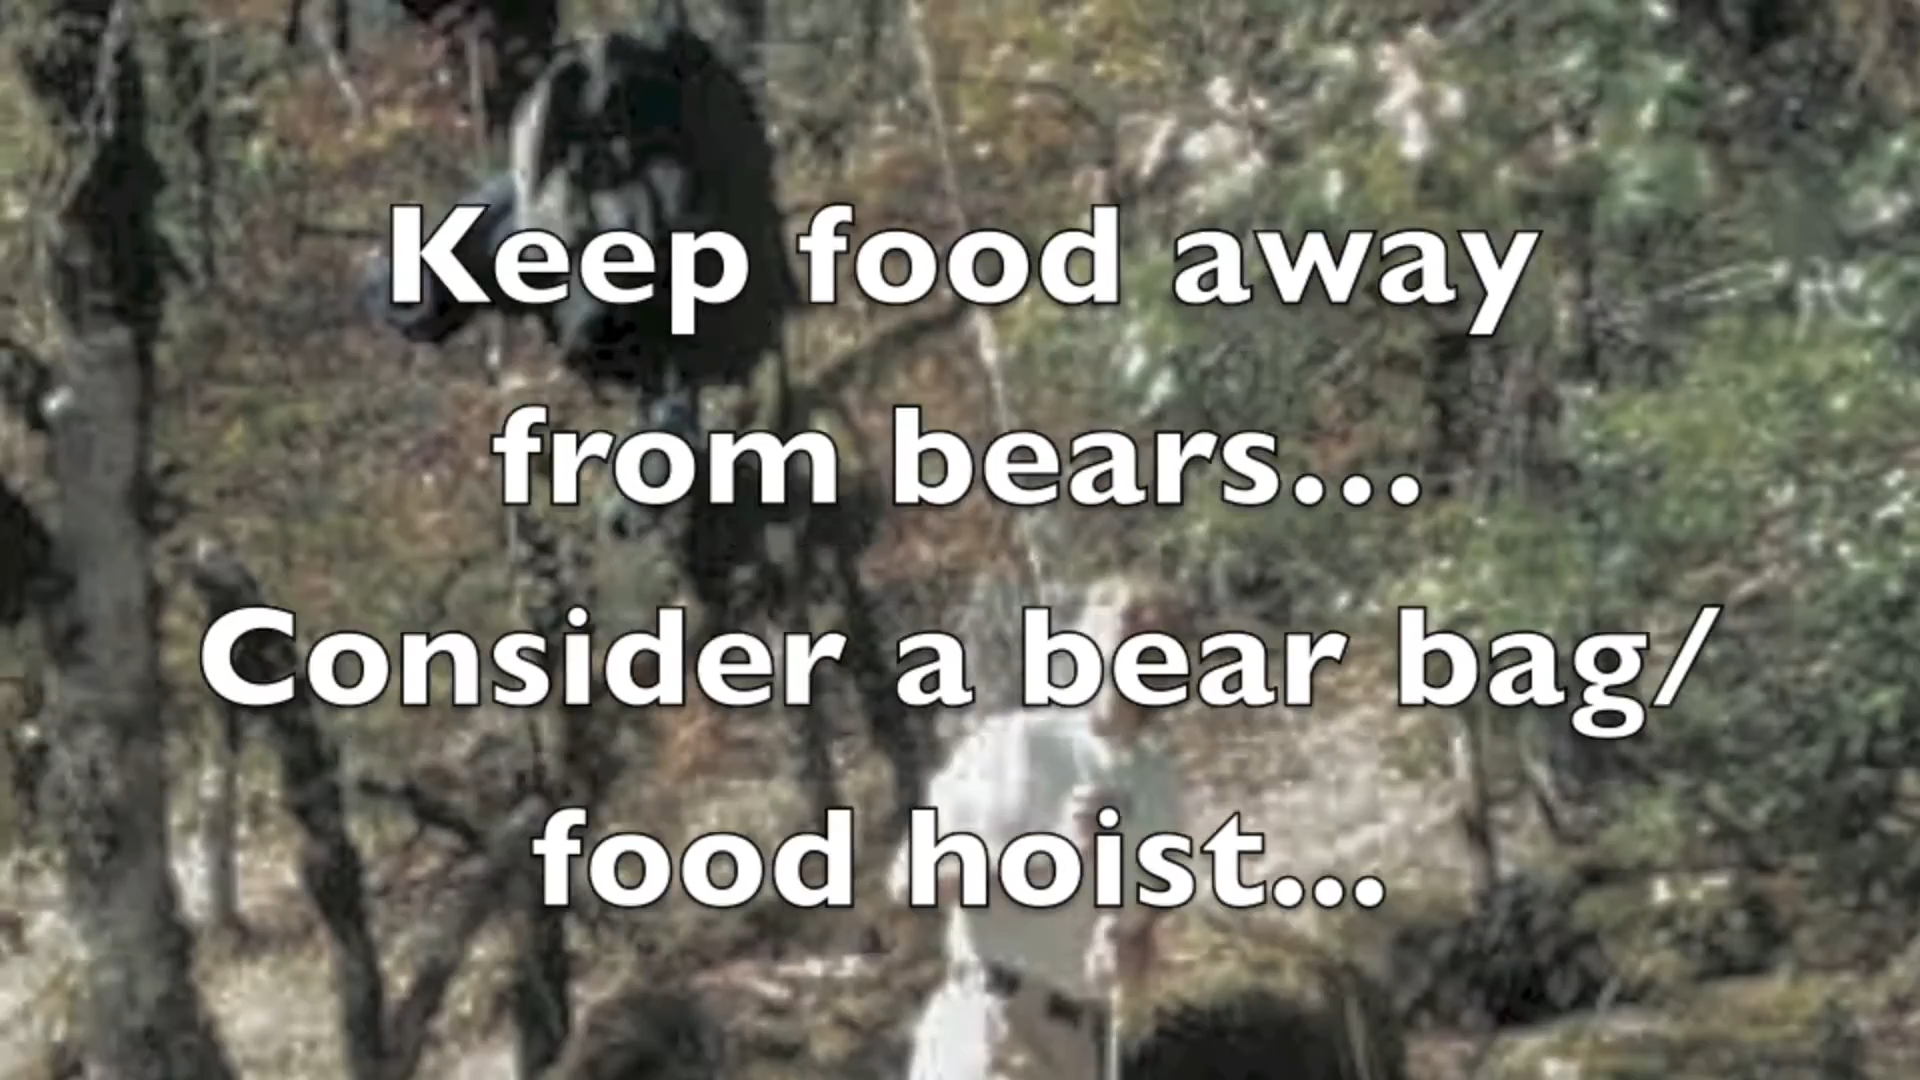 Keep food away
from bears...
Consider a bear bag/
food hoist...